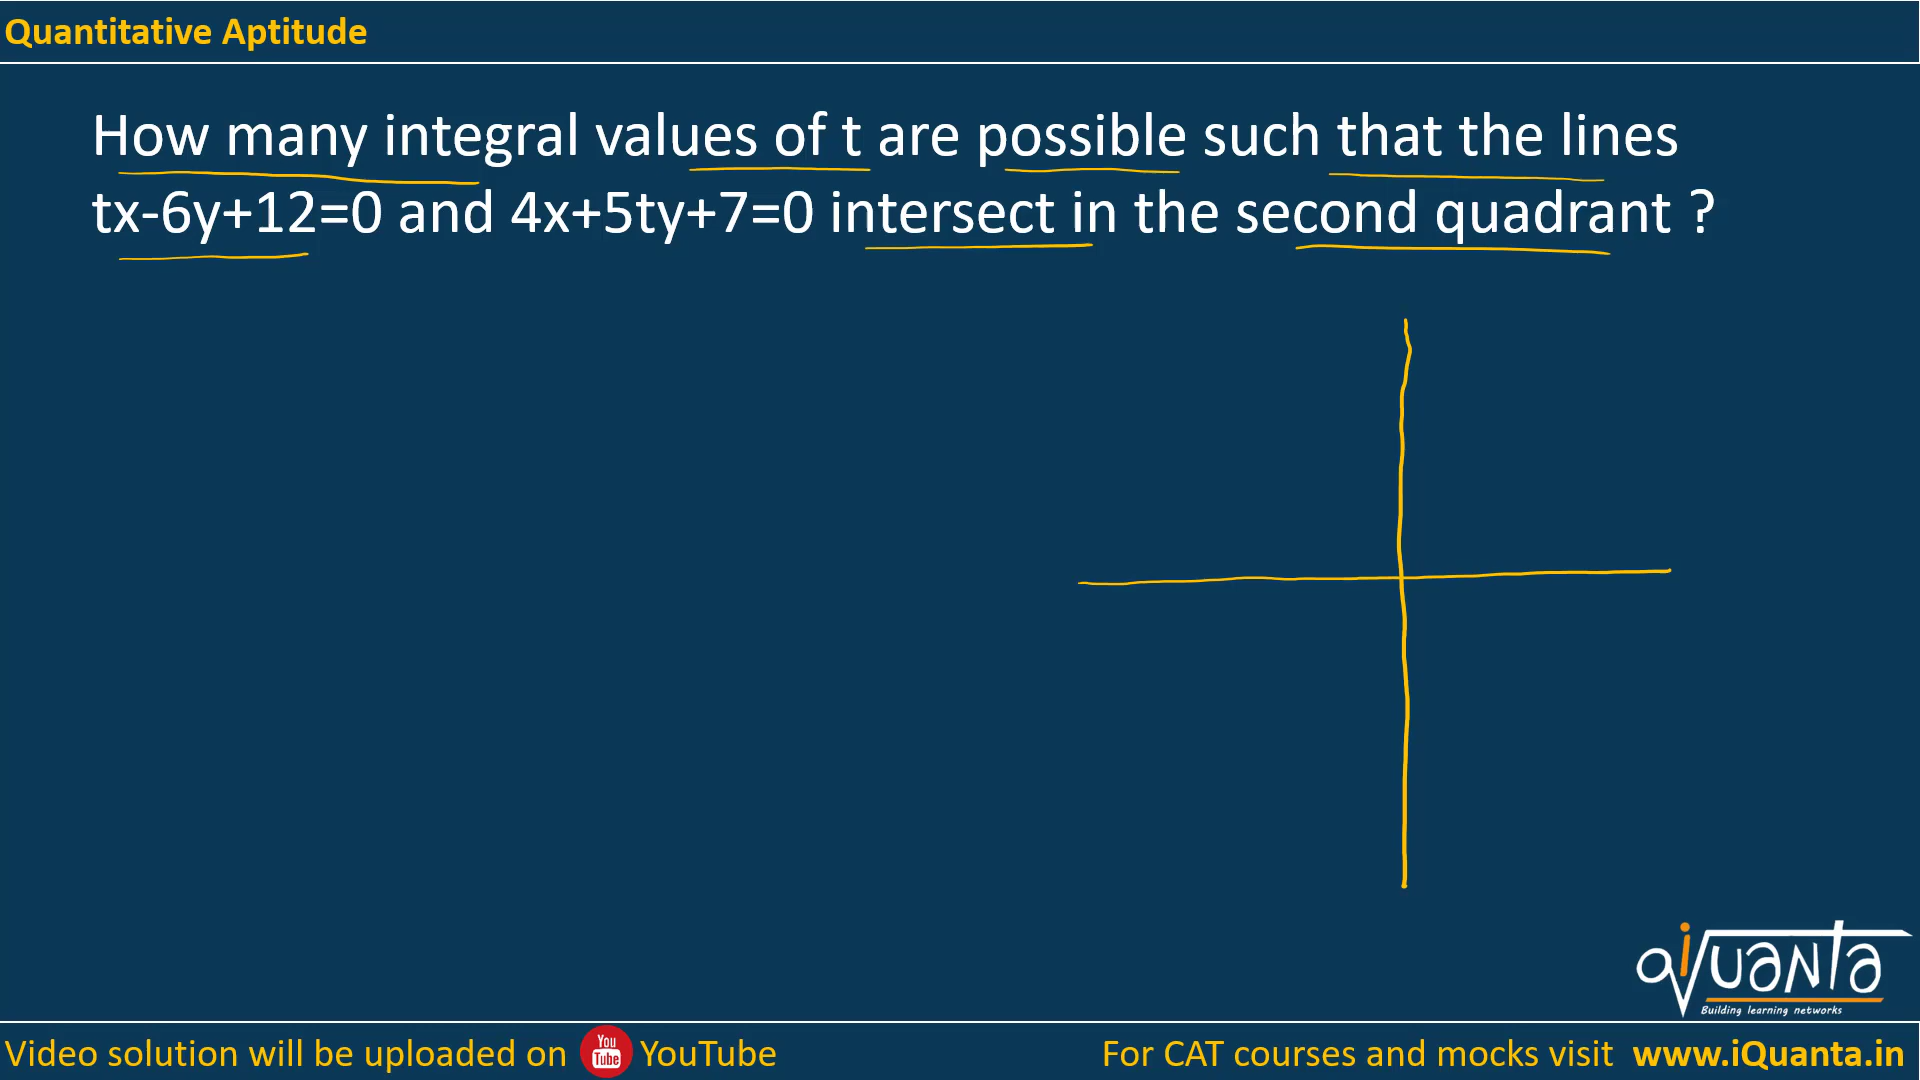 Quantitative Aptitude
How many integral values of t are possible such that the lines
tx-6y+12=0 and 4x+5ty+7=0 intersect in the second quadrant ?
iQuanta
Building learning networks
Video solution will be uploaded on You Tube YouTube
For CAT courses and mocks visit www.iQuanta.in